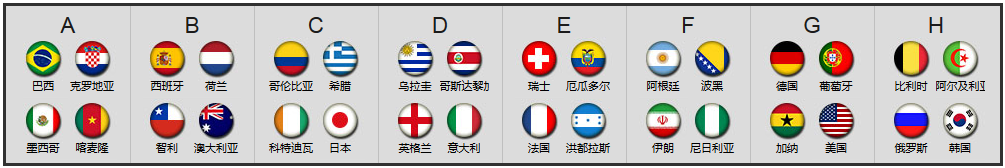 A B C D E F G H
巴西 克罗地亚 西班牙 荷兰 哥伦比亚 希腊 乌拉圭 哥斯达黎加 瑞士 厄瓜多尔 阿根廷 波黑 德国 葡萄牙 比利时 阿尔及利亚
墨西哥 喀麦隆 智利 澳大利亚 科特迪瓦 日本 英格兰 意大利 法国 洪都拉斯 伊朗 尼日利亚 加纳 美国 俄罗斯 韩国